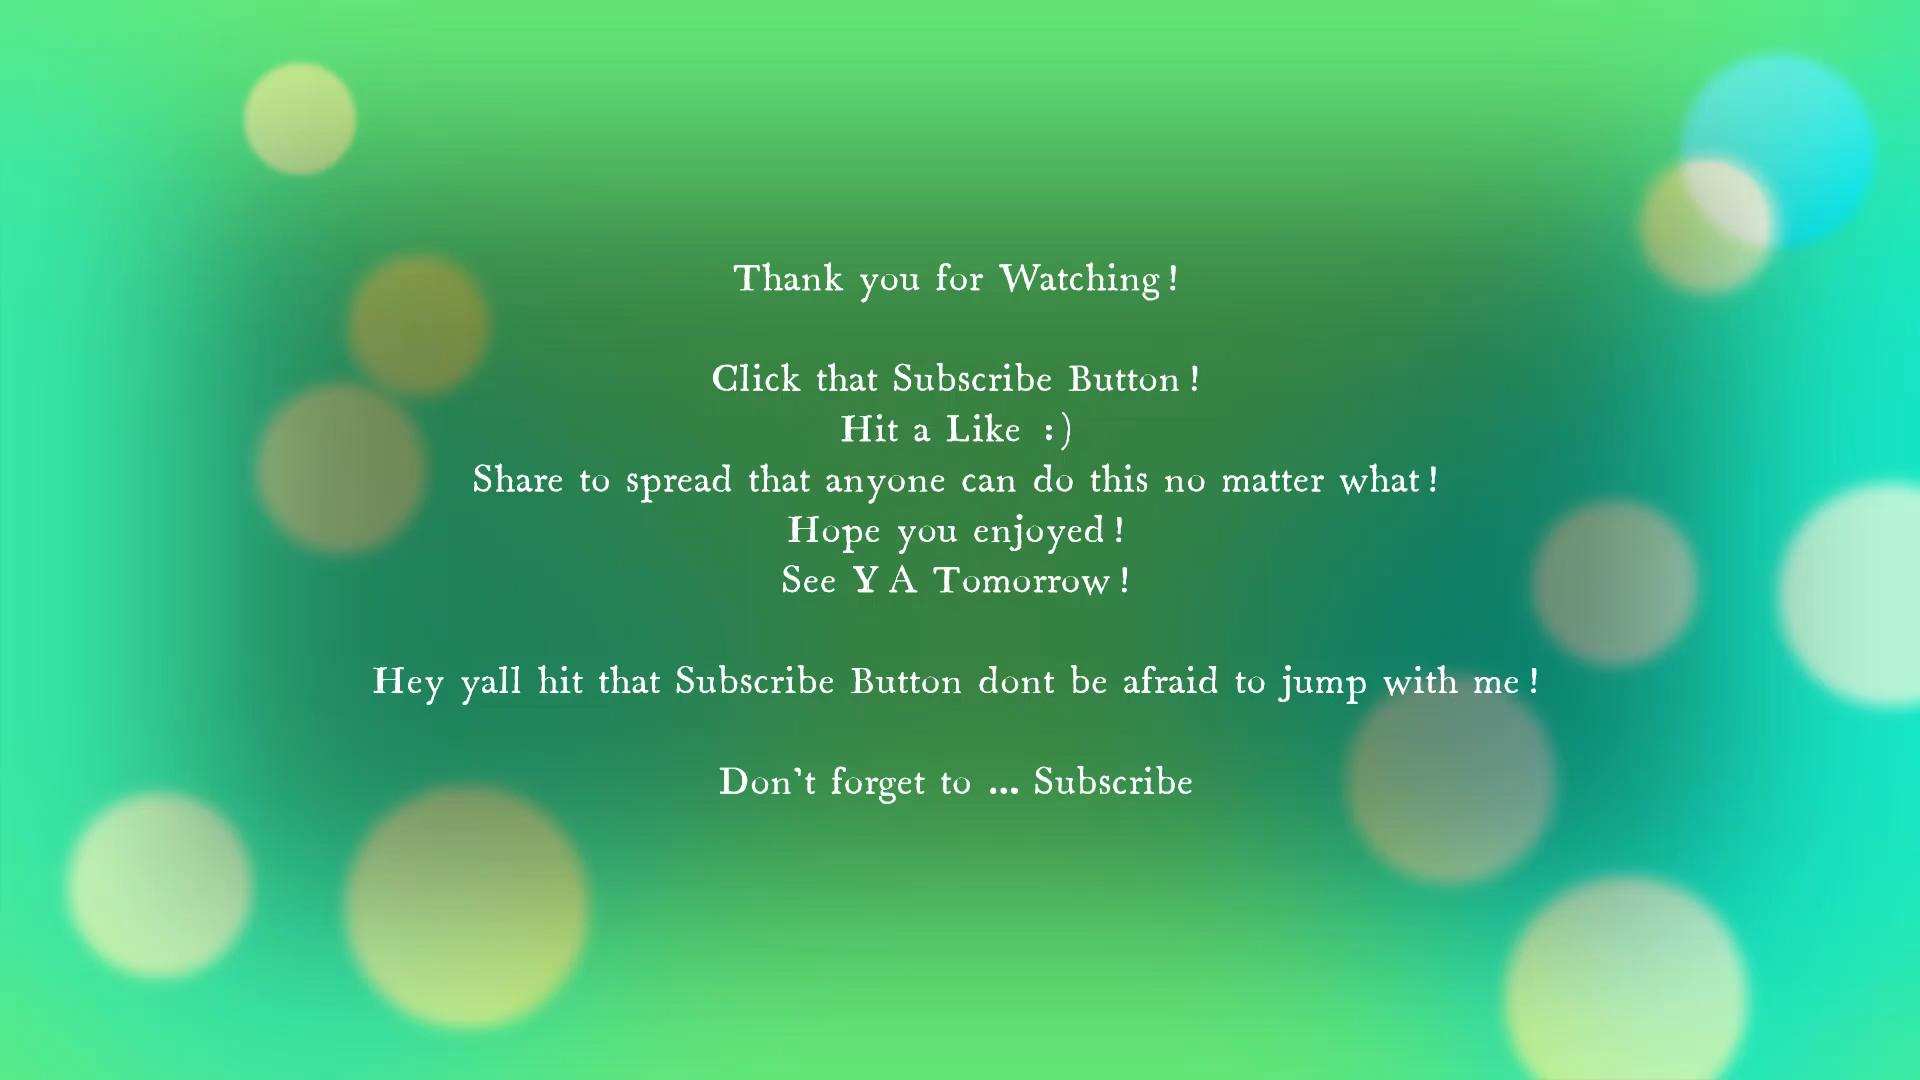 Thank you for Watching!
Click that Subscribe Button!
Hit a Like :)
Share to spread that anyone can do this no matter what!
Hope you enjoyed!
See Y A Tomorrow!
Hey yall hit that Subscribe Button dont be afraid to jump with me!
Don't forget to ... Subscribe